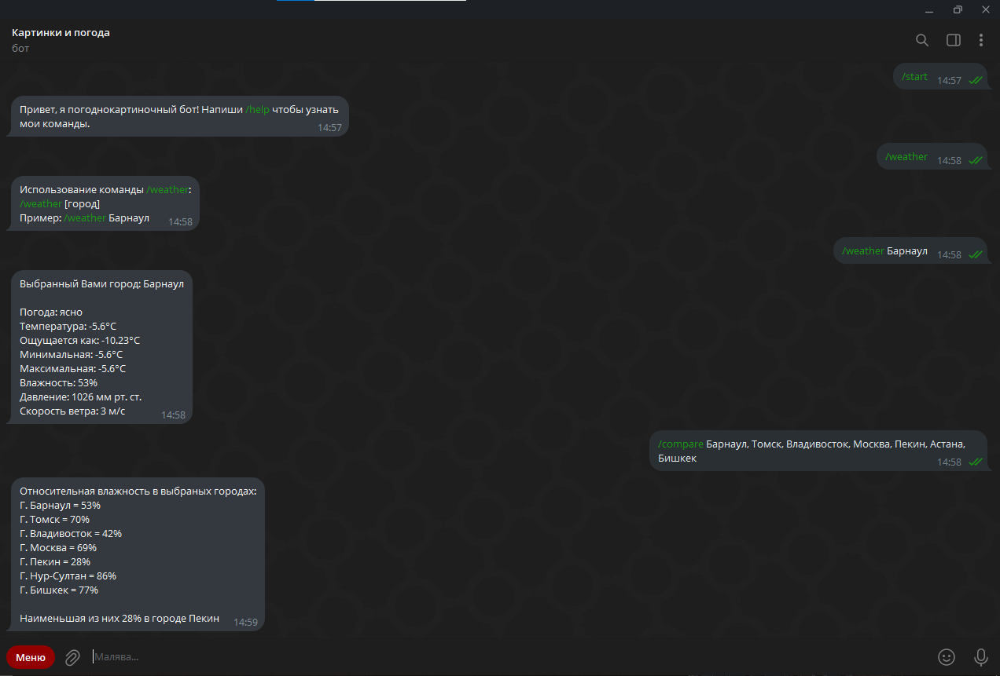 Картинки и погода
бот
/start 14:57
Привет, я погоднокартиночный бот! Напиши /help чтобы узнать
мои команды.
14:57
/weather 14:58
Использование команды /weather:
/weather [город]
Пример: /weather Барнаул
14:58
/weather Барнаул 14:58
Выбранный Вами город: Барнаул
Погода: ясно
Температура: -5.6°C
Ощущается как: -10.23°C
Минимальная: -5.6°C
Максимальная: -5.6°C
Влажность: 53%
Давление: 1026 мм рт. ст.
Скорость ветра: 3 м/с
14:58
/compare Барнаул, Томск, Владивосток, Москва, Пекин, Астана,
Бишкек
14:58
Относительная влажность в выбраных городах:
Г. Барнаул = 53%
Г. Томск = 70%
Г. Владивосток = 42%
Г. Москва = 69%
Г. Пекин = 28%
Г. Нур-Султан = 86%
Г. Бишкек = 77%
Наименьшая из них 28% в городе Пекин
14:59
Меню
Малява...